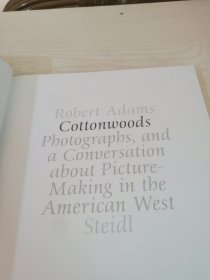 Robert Adams
Cottonwoods
Photographs, and
a Conversation
about Picture-
Making in the
American West
Steidl